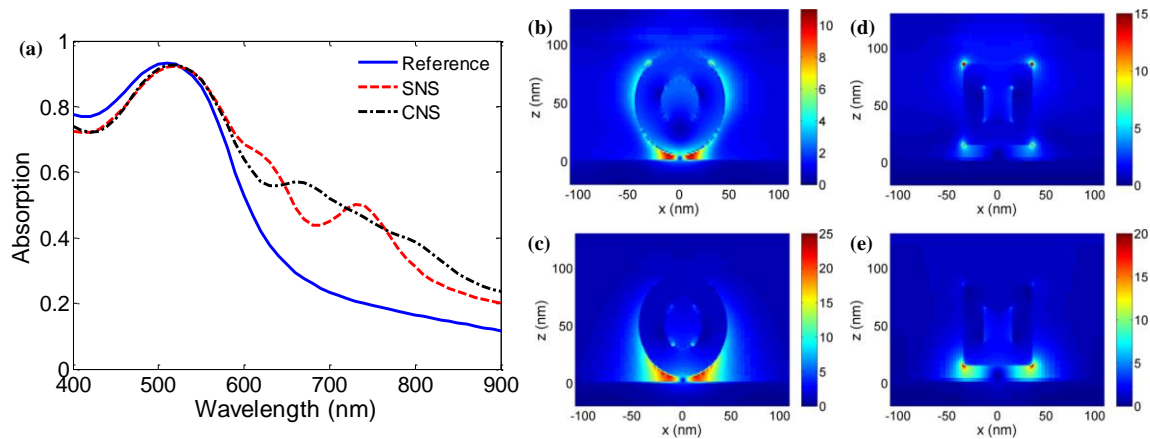 (a)
Absorption
1
0.8
0.6
0.4
0.2
0
400 500 600 700 800 900
Wavelength (nm)
Reference
SNS
CNS
(b)
z (nm)
100
50
0
-100 -50 0 50 100
x (nm)
10
8
6
4
2
0
(d)
z (nm)
100
50
0
-100 -50 0 50 100
x (nm)
15
10
5
0
(c)
z (nm)
100
50
0
-100 -50 0 50 100
x (nm)
25
20
15
10
5
0
(e)
z (nm)
100
50
0
-100 -50 0 50 100
x (nm)
20
15
10
5
0